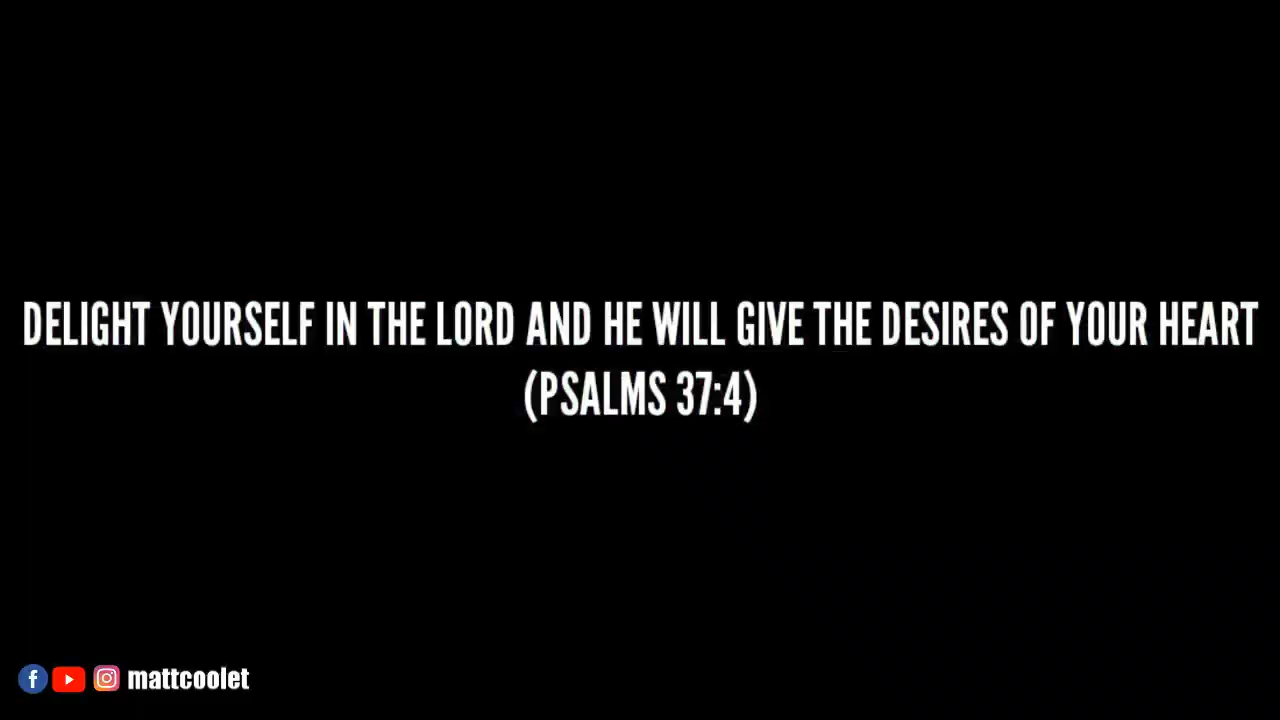 DELIGHT YOURSELF IN THE LORD AND HE WILL GIVE THE DESIRES OF YOUR HEART
(PSALMS 37:4)
mattcoolet